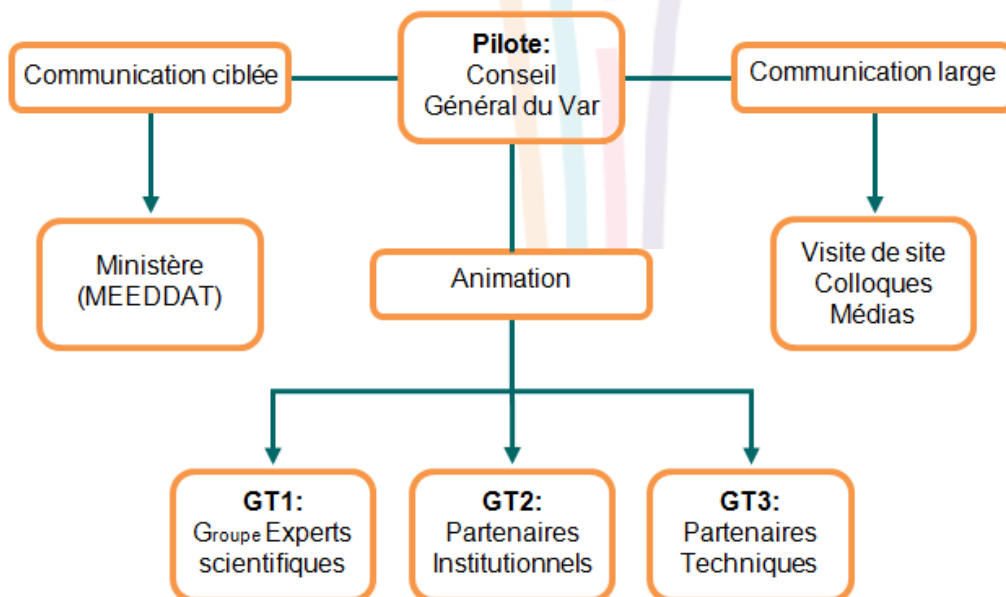 Pilote:
Conseil
Général du Var
Communication ciblée
Communication large
Ministère
(MEEDDAT)
Animation
Visite de site
Colloques
Médias
GT1:
Groupe Experts
scientifiques
GT2:
Partenaires
Institutionnels
GT3:
Partenaires
Techniques